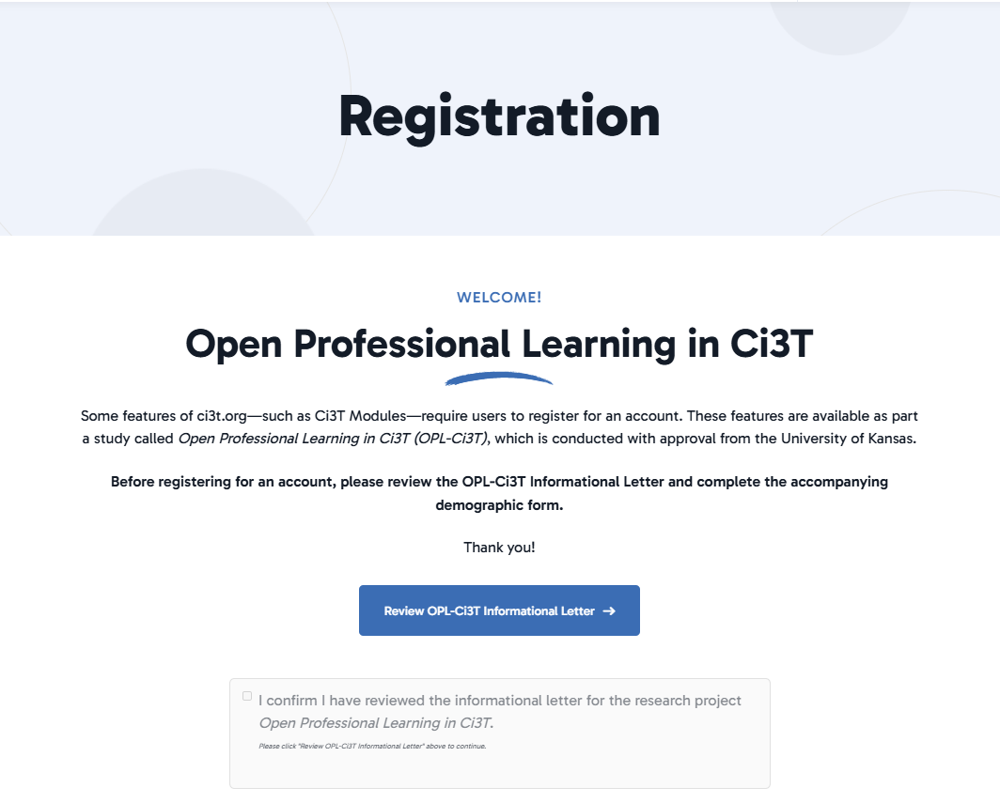 Registration
WELCOME!
Open Professional Learning in Ci3T
Some features of ci3t.org—such as Ci3T Modules—require users to register for an account. These features are available as part
a study called Open Professional Learning in Ci3T (OPL-Ci3T), which is conducted with approval from the University of Kansas.
Before registering for an account, please review the OPL-Ci3T Informational Letter and complete the accompanying
demographic form.
Thank you!
Review OPL-Ci3T Informational Letter →
I confirm I have reviewed the informational letter for the research project
Open Professional Learning in Ci3T.
Please click "Review OPL-Ci3T Informational Letter" above to continue.